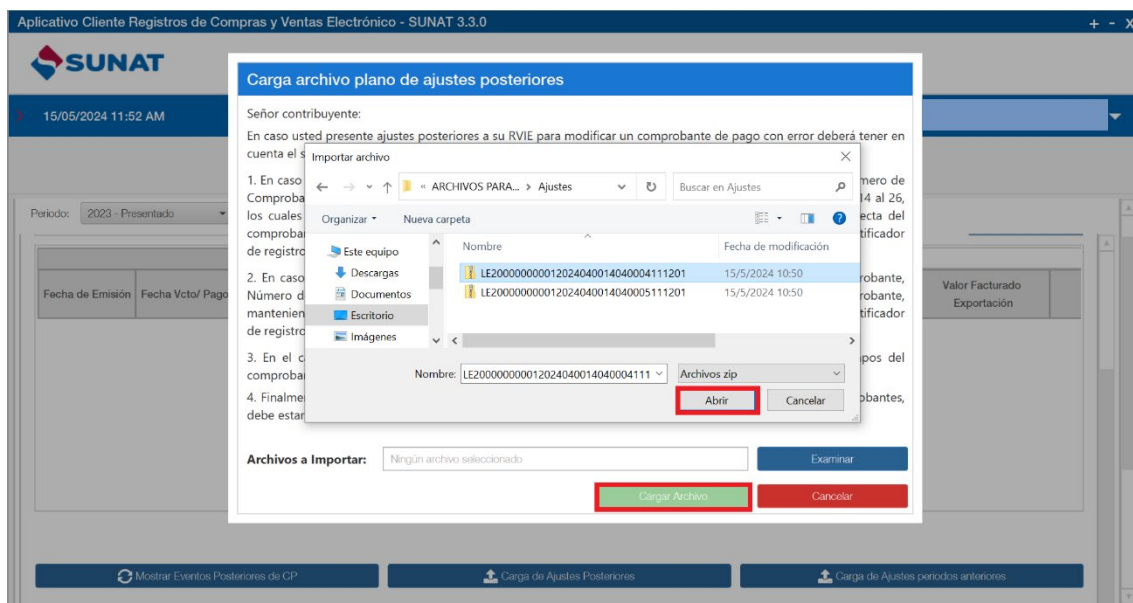 Aplicativo Cliente Registros de Compras y Ventas Electrónico - SUNAT 3.3.0
+ - X
SUNAT
Carga archivo plano de ajustes posteriores
15/05/2024 11:52 AM
Señor contribuyente:
En caso usted presente ajustes posteriores a su RVIE para modificar un comprobante de pago con error deberá tener en
cuenta el s
Importar archivo
1. En caso
mero de
« ARCHIVOS PARA... > Ajustes
Buscar en Ajustes
Comproba
14 al 26,
los cuales
ecta del
Organizar
Nueva carpeta
comproba
tificador
de registro
Periodo: 2023 - Presentado
Este equipo
Descargas
Documentos
Escritorio
Imágenes
Nombre
Fecha de modificación
LE2000000000120240400140400041112​01 15/5/2024 10:50
LE200000000012024040014040005111201 15/5/2024 10:50
2. En caso
robante,
Número d
robante,
mantenien
tificador
de registro
Fecha de Emisión
Fecha Vcto/ Pago
Valor Facturado
Exportación
3. En el c
pos del
comproba
Nombre: LE200000000012024040014040004111
Archivos zip
4. Finalme
obantes,
debe estar
Abrir
Cancelar
Archivos a Importar: Ningún archivo seleccionado
Examinar
Cargar Archivo
Cancelar
Mostrar Eventos Posteriores de CP
Carga de Ajustes Posteriores
Carga de Ajustes periodos anteriores